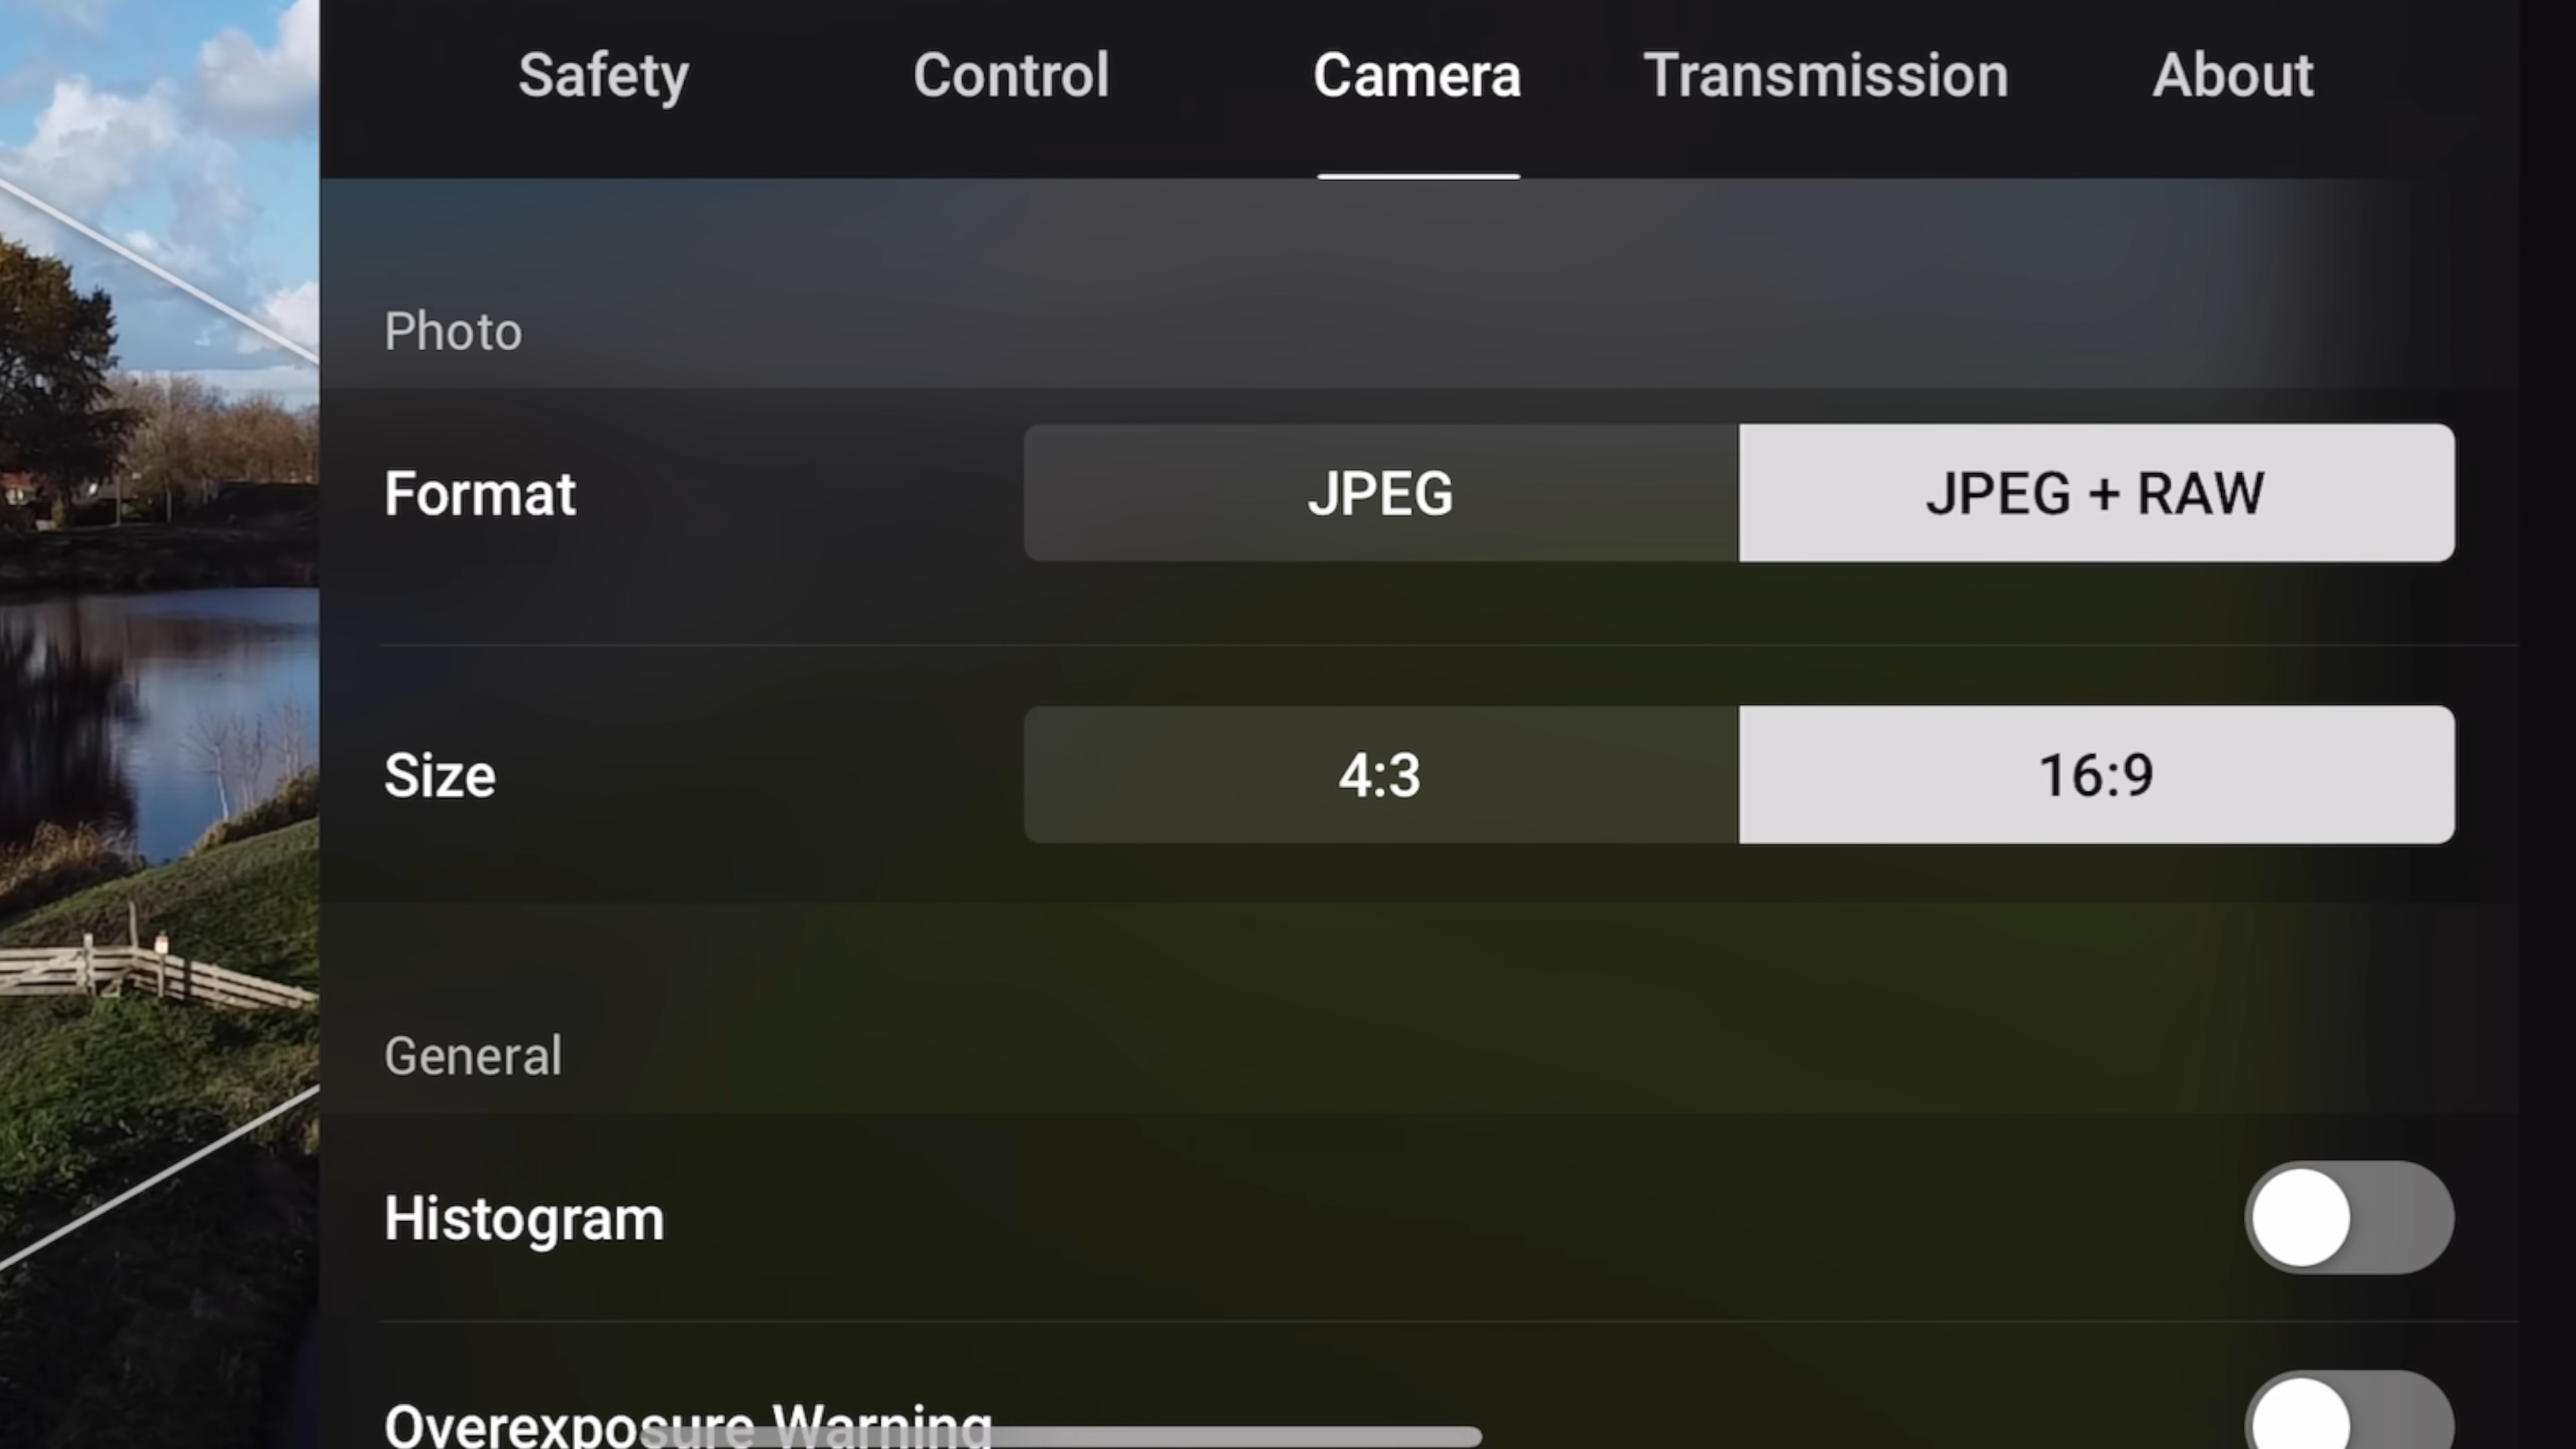 Safety Control Camera Transmission About
Photo
Format JPEG JPEG + RAW
Size 4:3 16:9
General
Histogram
Overexposure Warning